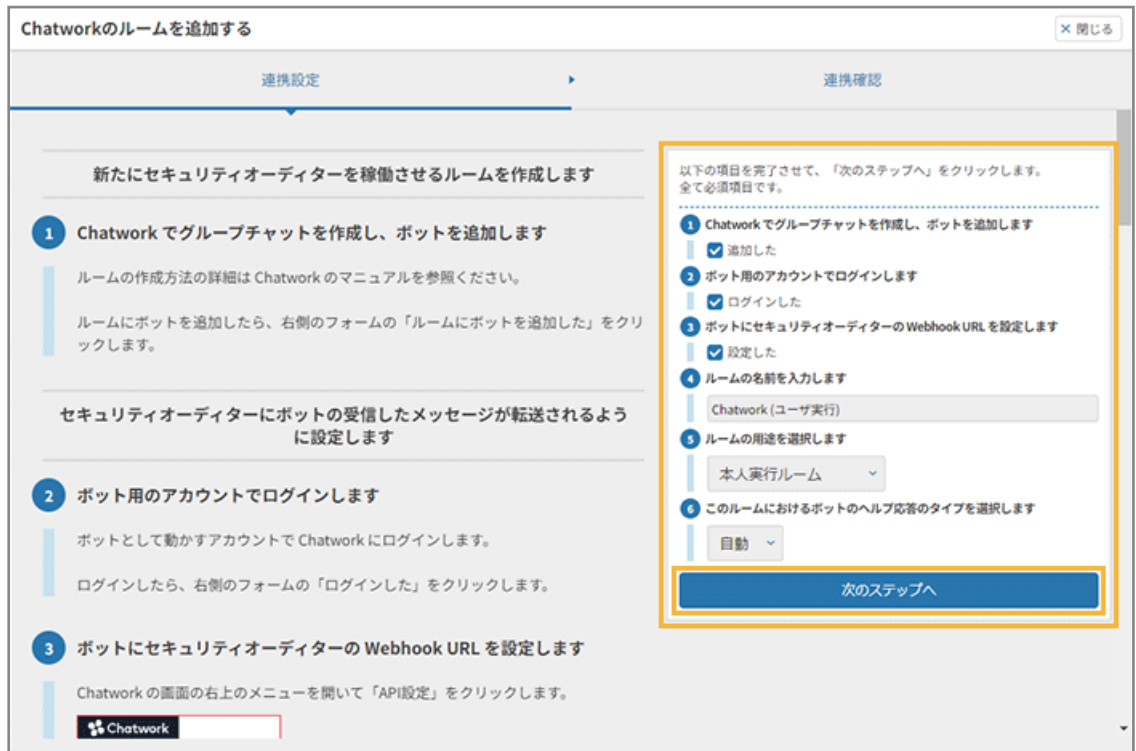 Chatworkのルームを追加する
× 閉じる
連携設定
連携確認
新たにセキュリティオーディターを稼働させるルームを作成します
1 Chatwork でグループチャットを作成し、ボットを追加します
ルームの作成方法の詳細は Chatwork のマニュアルを参照ください。
ルームにボットを追加したら、右側のフォームの「ルームにボットを追加した」をクリ
ックします。
セキュリティオーディターにボットの受信したメッセージが転送されるよう
に設定します
2 ボット用のアカウントでログインします
ボットとして動かすアカウントで Chatwork にログインします。
ログインしたら、右側のフォームの「ログインした」をクリックします。
3 ボットにセキュリティオーディターの Webhook URL を設定します
Chatwork の画面の右上のメニューを開いて「API設定」をクリックします。
Chatwork
以下の項目を完了させて、「次のステップへ」をクリックします。
全て必須項目です。
1 Chatwork でグループチャットを作成し、ボットを追加します
追加した
2 ボット用のアカウントでログインします
ログインした
3 ボットにセキュリティオーディターの Webhook URL を設定します
設定した
4 ルームの名前を入力します
Chatwork (ユーザ実行)
5 ルームの用途を選択します
本人実行ルーム
6 このルームにおけるボットのヘルプ応答のタイプを選択します
自動
次のステップへ